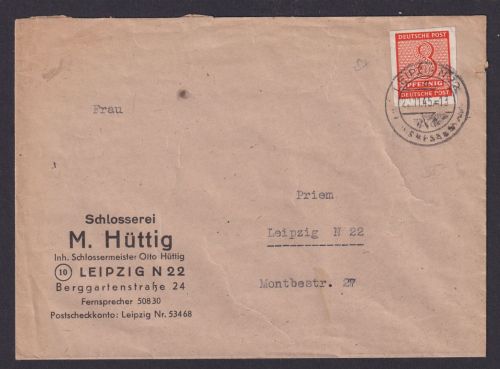 DEUTSCHE POST
8
PFENNIG
DEUTSCHE POST
Frau
Priem
Leipzig N 22
Montbestr. 27
Schlosserei
M. Hüttig
Inh. Schlossermeister Otto Hüttig
10 LEIPZIG N 22
Berggartenstraße 24
Fernsprecher 50830
Postscheckkonto: Leipzig Nr. 53468